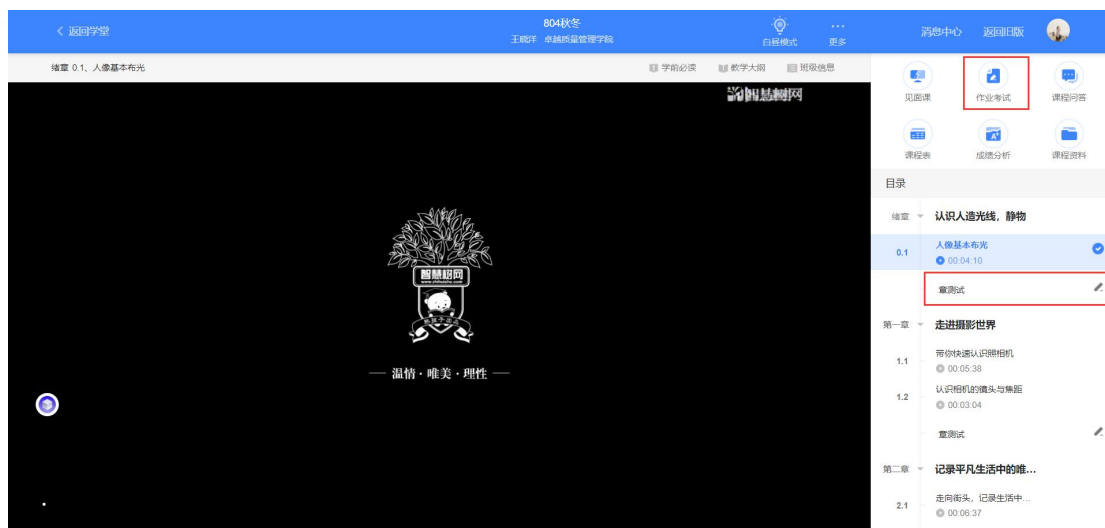 < 返回学堂
804秋冬
王晓洋 卓越质量管理学院
白昼模式
更多
消息中心
返回旧版
绪章 0.1、人像基本布光
学前必读
教学大纲
班级信息
智慧树网
见面课
作业考试
课程问答
课程表
成绩分析
课程资料
目录
绪章
认识人造光线，静物
0.1
人像基本布光
00:04:10
章测试
第一章
走进摄影世界
1.1
带你快速认识照相机
00:05:38
1.2
认识相机的镜头与焦距
00:03:04
章测试
第二章
记录平凡生活中的唯...
2.1
走向街头，记录生活中...
00:06:37
智慧树网
www.zhihuishu.com
— 温情·唯美·理性 —